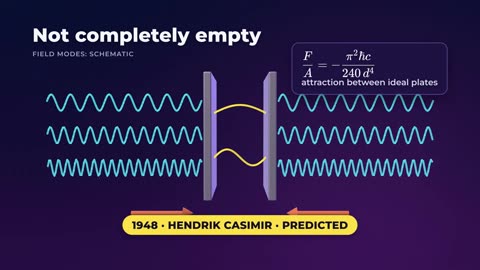 Not completely empty
FIELD MODES: SCHEMATIC
F/A = −π²ħc/240 d⁴
attraction between ideal plates
1948 · HENDRIK CASIMIR · PREDICTED